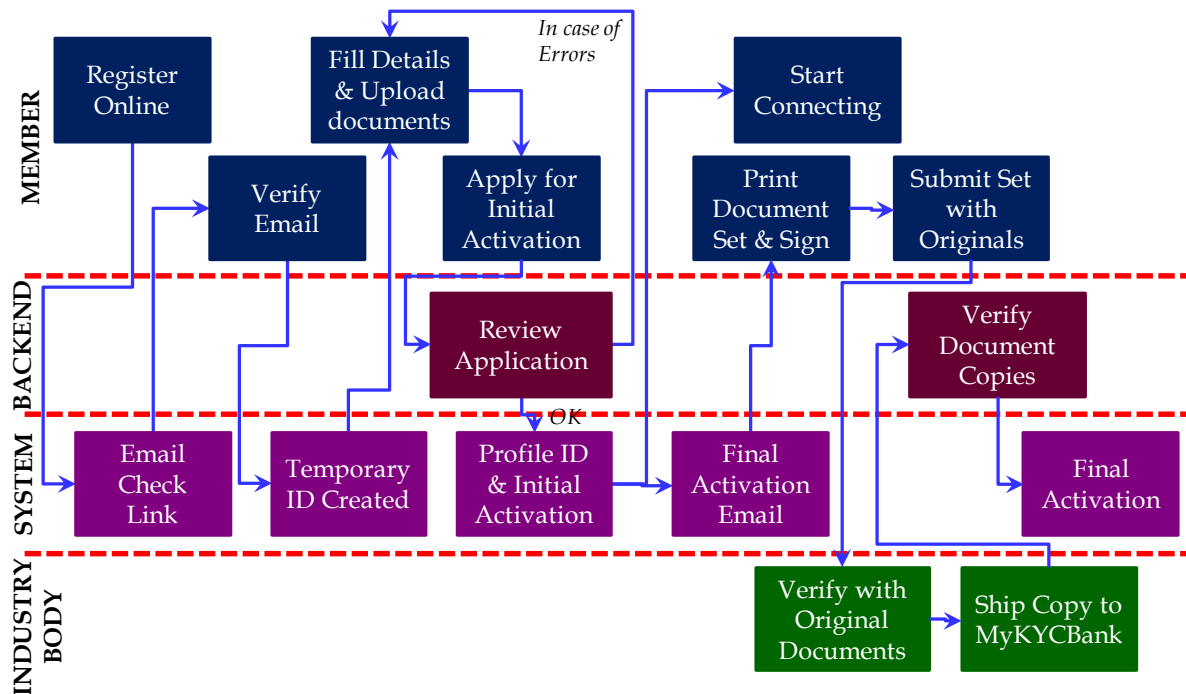 MEMBER
Register
Online
Verify
Email
Fill Details
& Upload
documents
In case of
Errors
Apply for
Initial
Activation
Start
Connecting
Print
Document
Set & Sign
Submit Set
with
Originals
BACKEND
Review
Application
Verify
Document
Copies
OK
SYSTEM
Email
Check
Link
Temporary
ID Created
Profile ID
& Initial
Activation
Final
Activation
Email
Final
Activation
INDUSTRY
BODY
Verify with
Original
Documents
Ship Copy to
MyKYCBank